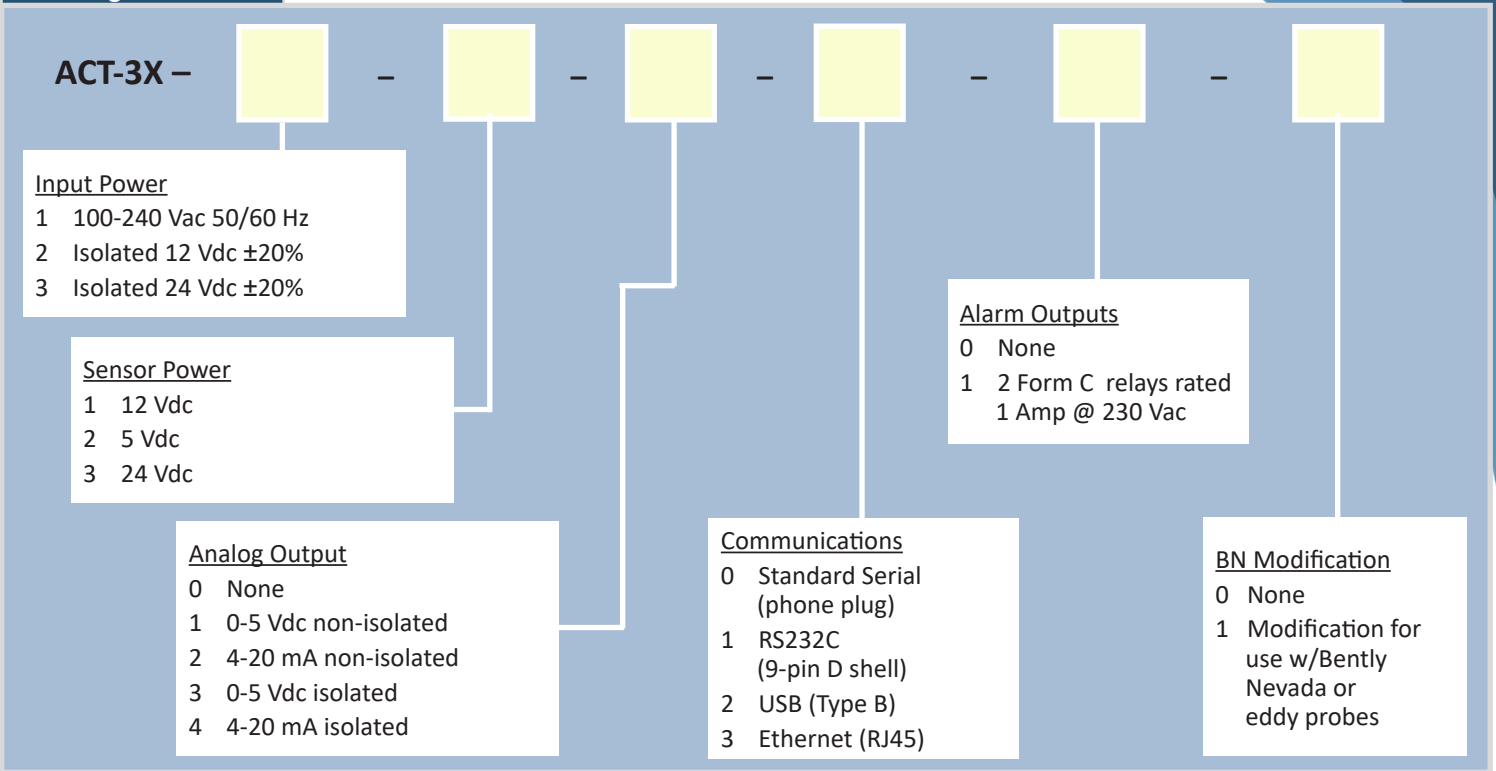 ACT-3X – – – – – –
Input Power
1 100-240 Vac 50/60 Hz
2 Isolated 12 Vdc ±20%
3 Isolated 24 Vdc ±20%
Sensor Power
1 12 Vdc
2 5 Vdc
3 24 Vdc
Analog Output
0 None
1 0-5 Vdc non-isolated
2 4-20 mA non-isolated
3 0-5 Vdc isolated
4 4-20 mA isolated
Communications
0 Standard Serial
(phone plug)
1 RS232C
(9-pin D shell)
2 USB (Type B)
3 Ethernet (RJ45)
Alarm Outputs
0 None
1 2 Form C relays rated
1 Amp @ 230 Vac
BN Modification
0 None
1 Modification for
use w/Bently
Nevada or
eddy probes